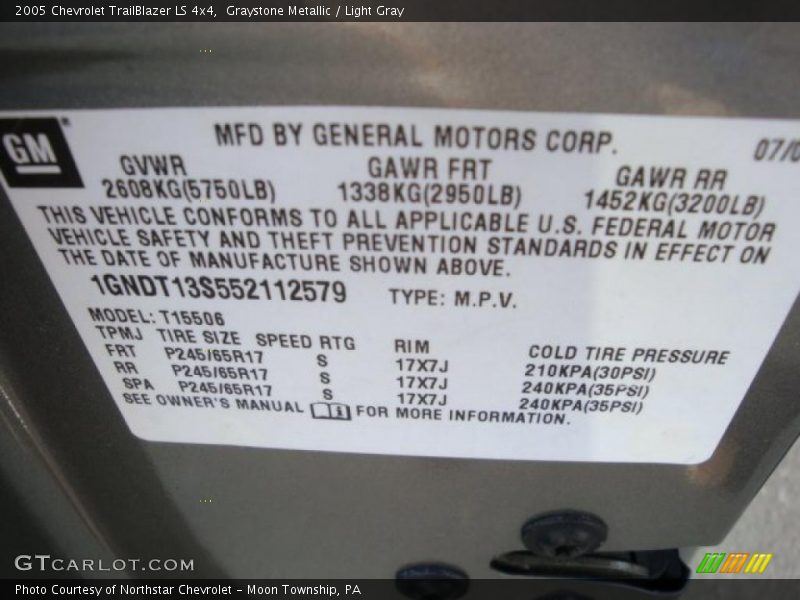 2005 Chevrolet TrailBlazer LS 4x4, Graystone Metallic / Light Gray
GM
MFD BY GENERAL MOTORS CORP.
GVWR GAWR FRT GAWR RR
2608KG(5750LB) 1338KG(2950LB) 1452KG(3200LB)
THIS VEHICLE CONFORMS TO ALL APPLICABLE U.S. FEDERAL MOTOR
VEHICLE SAFETY AND THEFT PREVENTION STANDARDS IN EFFECT ON
THE DATE OF MANUFACTURE SHOWN ABOVE.
1GNDT13S552112579 TYPE: M.P.V.
MODEL: T15506
TPMJ TIRE SIZE SPEED RTG RIM COLD TIRE PRESSURE
FRT P245/65R17 S 17X7J 210KPA(30PSI)
RR P245/65R17 S 17X7J 240KPA(35PSI)
SPA P245/65R17 S 17X7J 240KPA(35PSI)
SEE OWNER'S MANUAL FOR MORE INFORMATION.
GTCARLOT.COM
Photo Courtesy of Northstar Chevrolet - Moon Township, PA